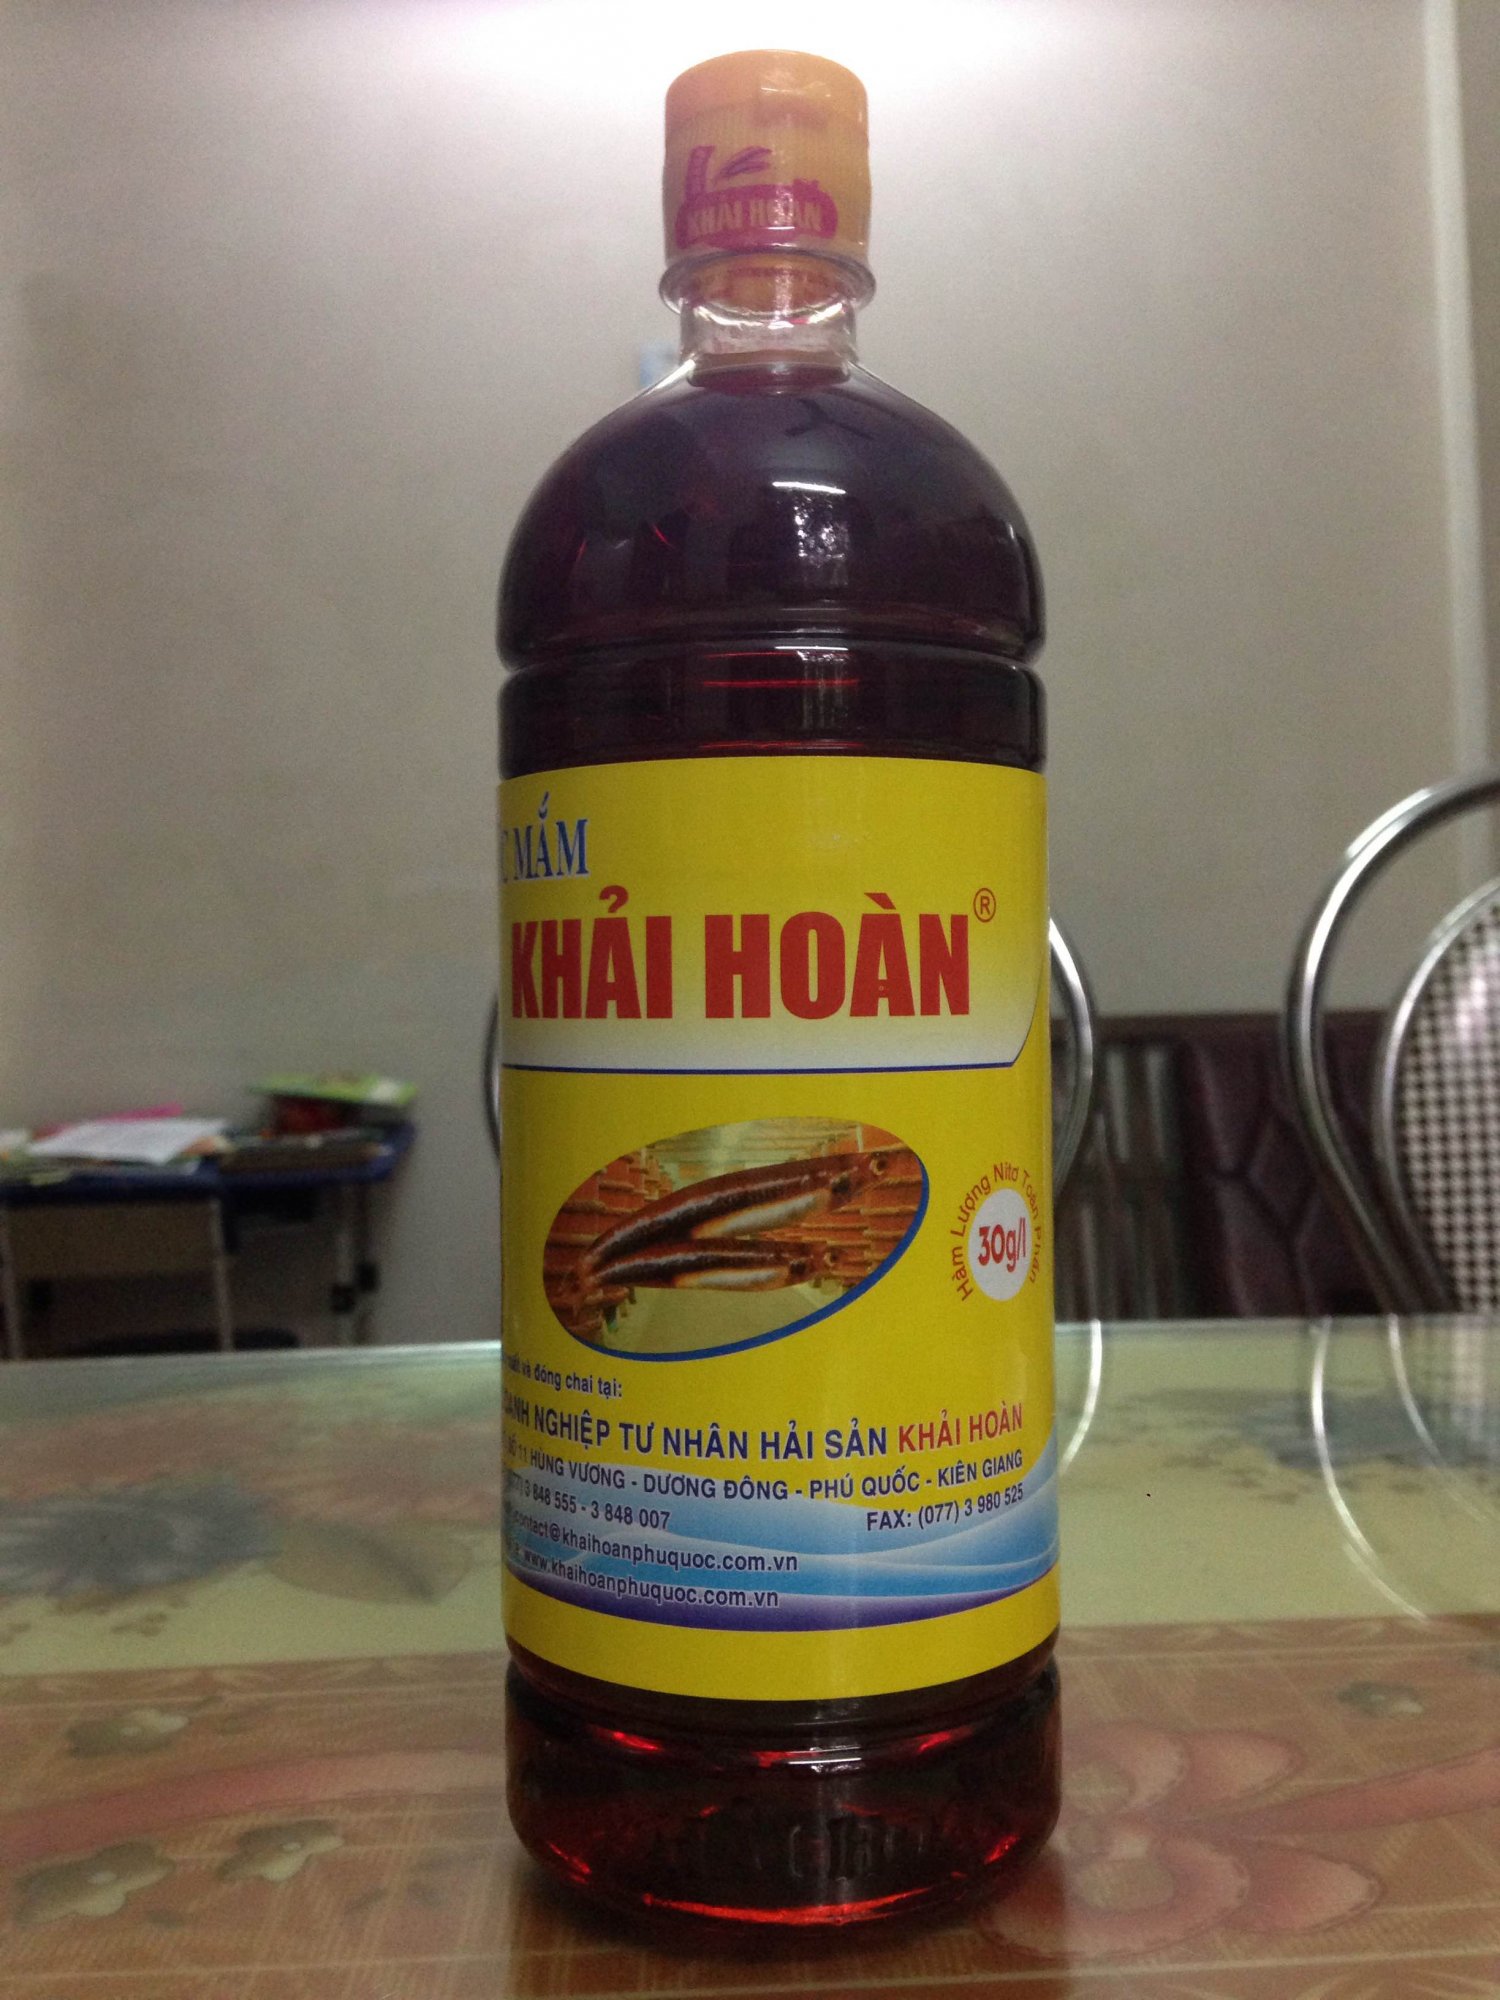 KHẢI HOÀN
MẮM
KHẢI HOÀN ®
Hàm Lượng Nitơ Toàn Phần
30g/l
và đóng chai tại:
NGHIỆP TƯ NHÂN HẢI SẢN KHẢI HOÀN
11 HÙNG VƯƠNG - DƯƠNG ĐÔNG - PHÚ QUỐC - KIÊN GIANG
3 848 555 - 3 848 007 FAX: (077) 3 980 525
contact@khaihoanphuquoc.com.vn
www.khaihoanphuquoc.com.vn